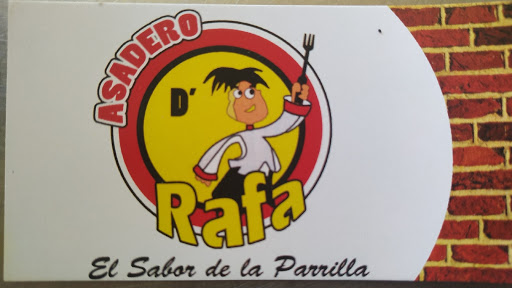 ASADERO
D'
Rafa
El Sabor de la Parrilla